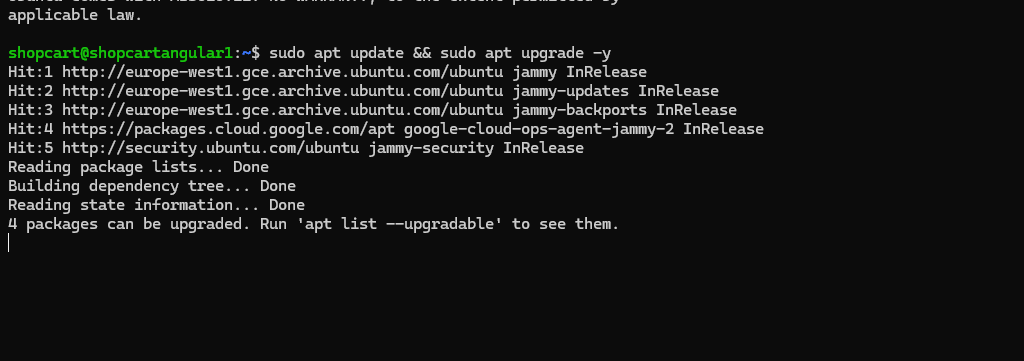 applicable law.
shopcart@shopcartangular1:~$ sudo apt update && sudo apt upgrade -y
Hit:1 http://europe-west1.gce.archive.ubuntu.com/ubuntu jammy InRelease
Hit:2 http://europe-west1.gce.archive.ubuntu.com/ubuntu jammy-updates InRelease
Hit:3 http://europe-west1.gce.archive.ubuntu.com/ubuntu jammy-backports InRelease
Hit:4 https://packages.cloud.google.com/apt google-cloud-ops-agent-jammy-2 InRelease
Hit:5 http://security.ubuntu.com/ubuntu jammy-security InRelease
Reading package lists... Done
Building dependency tree... Done
Reading state information... Done
4 packages can be upgraded. Run 'apt list --upgradable' to see them.